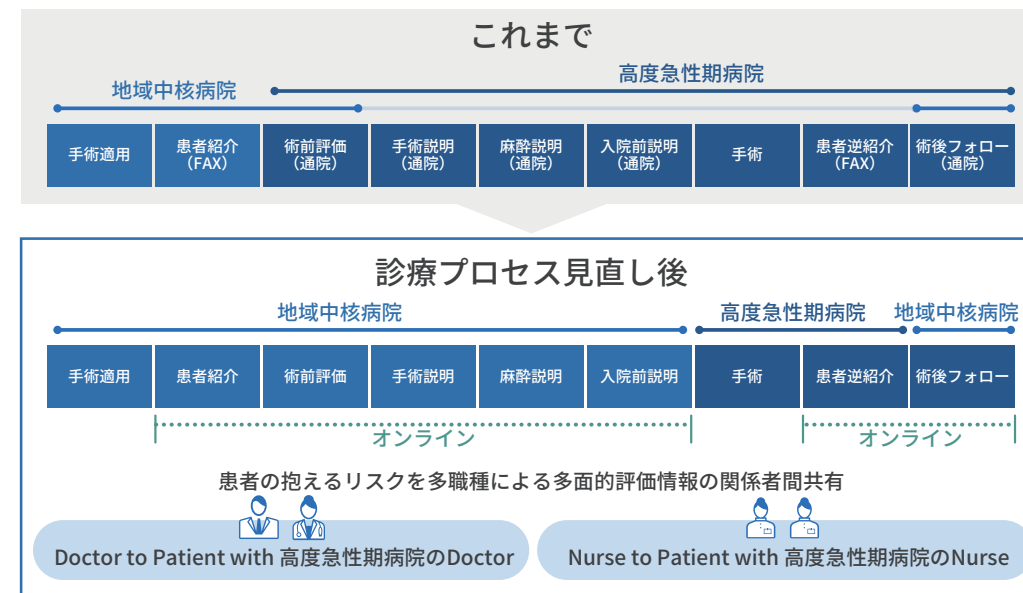 これまで
高度急性期病院
地域中核病院
手術適用
患者紹介
（FAX）
術前評価
（通院）
手術説明
（通院）
麻酔説明
（通院）
入院前説明
（通院）
手術
患者逆紹介
（FAX）
術後フォロー
（通院）
診療プロセス見直し後
地域中核病院
高度急性期病院
地域中核病院
手術適用
患者紹介
術前評価
手術説明
麻酔説明
入院前説明
手術
患者逆紹介
術後フォロー
オンライン
オンライン
患者の抱えるリスクを多職種による多面的評価情報の関係者間共有
Doctor to Patient with 高度急性期病院のDoctor
Nurse to Patient with 高度急性期病院のNurse